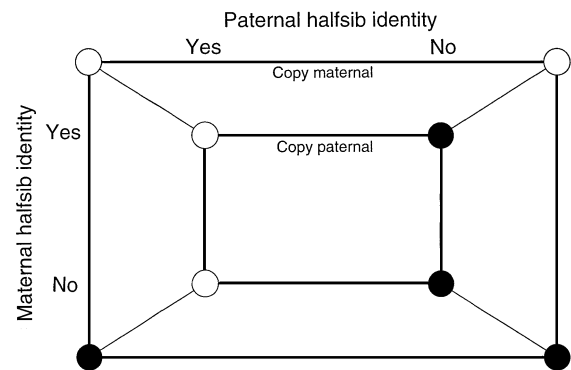 Paternal halfsib identity
Yes No
Copy maternal
Maternal halfsib identity
Yes
Copy paternal
No